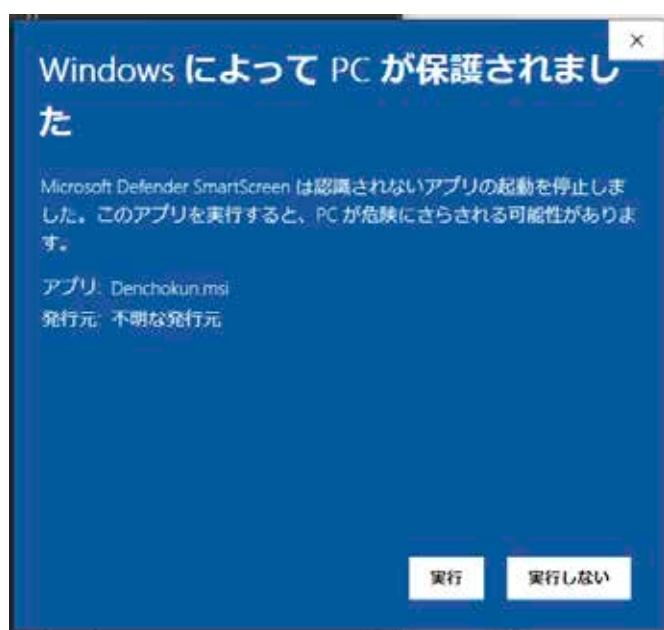 Windows によって PC が保護されまし
た
Microsoft Defender SmartScreen は認識されないアプリの起動を停止しま
した。このアプリを実行すると、PC が危険にさらされる可能性がありま
す。
アプリ: Denchokun.msi
発行元: 不明な発行元
実行
実行しない